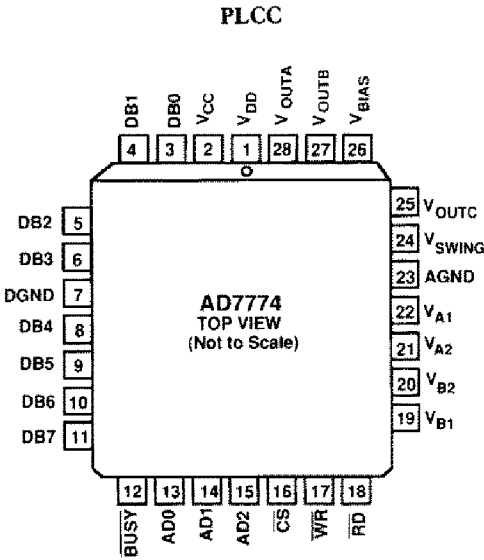 PLCC
DB1
DB0
VCC
VDD
VOUTA
VOUTB
VBIAS
4 3 2 1 28 27 26
DB2 5
DB3 6
DGND 7
DB4 8
DB5 9
DB6 10
DB7 11
AD7774
TOP VIEW
(Not to Scale)
25 VOUTC
24 VSWING
23 AGND
22 VA1
21 VA2
20 VB2
19 VB1
12 13 14 15 16 17 18
BUSY
AD0
AD1
AD2
CS
WR
RD